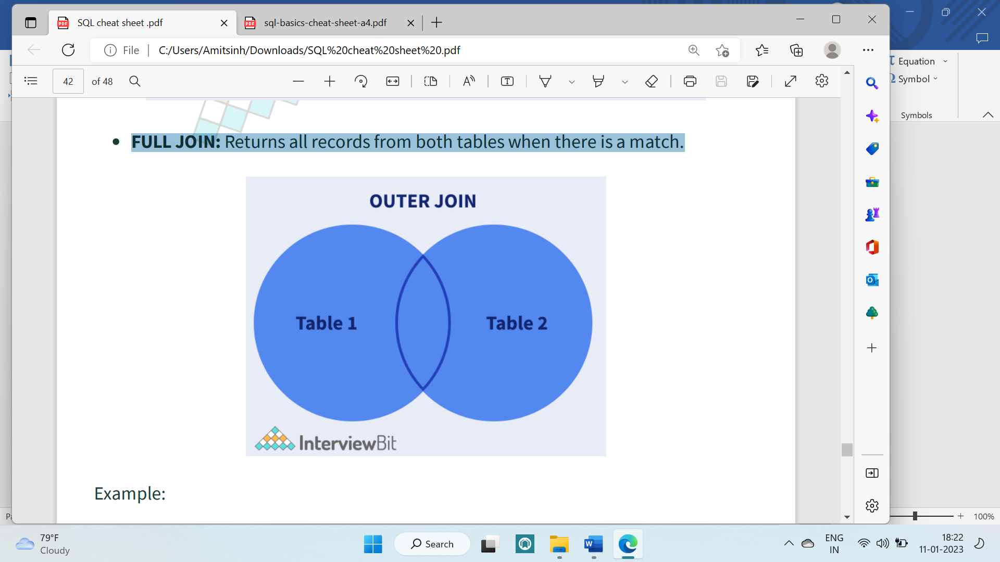 SQL cheat sheet .pdf
sql-basics-cheat-sheet-a4.pdf
File
C:/Users/Amitsinh/Downloads/SQL%20cheat%20sheet%20.pdf
Equation
Symbol
Symbols
42 of 48
FULL JOIN: Returns all records from both tables when there is a match.
OUTER JOIN
Table 1
Table 2
InterviewBit
Example:
100%
79°F
Cloudy
Search
ENG
IN
18:22
11-01-2023